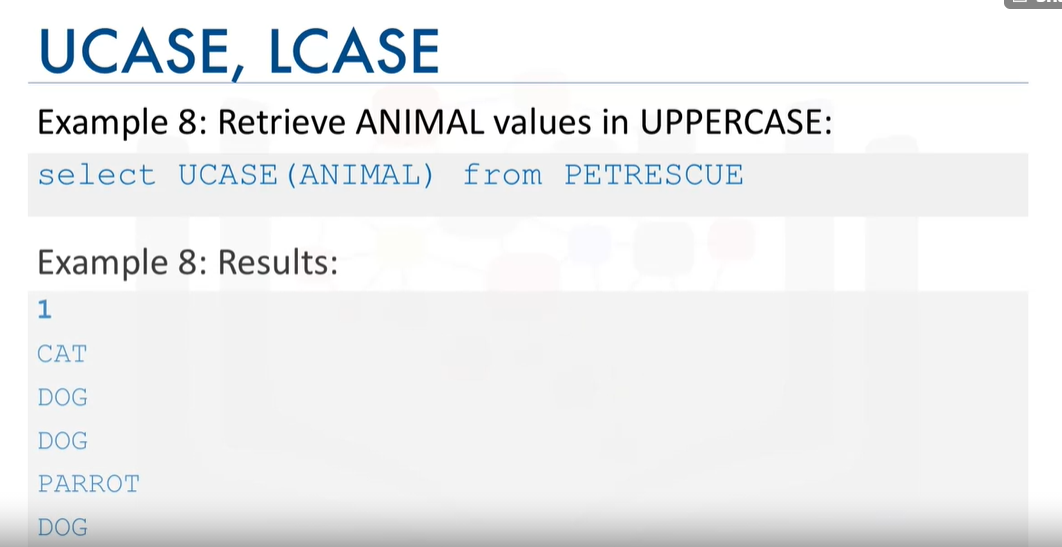 UCASE, LCASE
Example 8: Retrieve ANIMAL values in UPPERCASE:
select UCASE(ANIMAL) from PETRESCUE
Example 8: Results:
1
CAT
DOG
DOG
PARROT
DOG